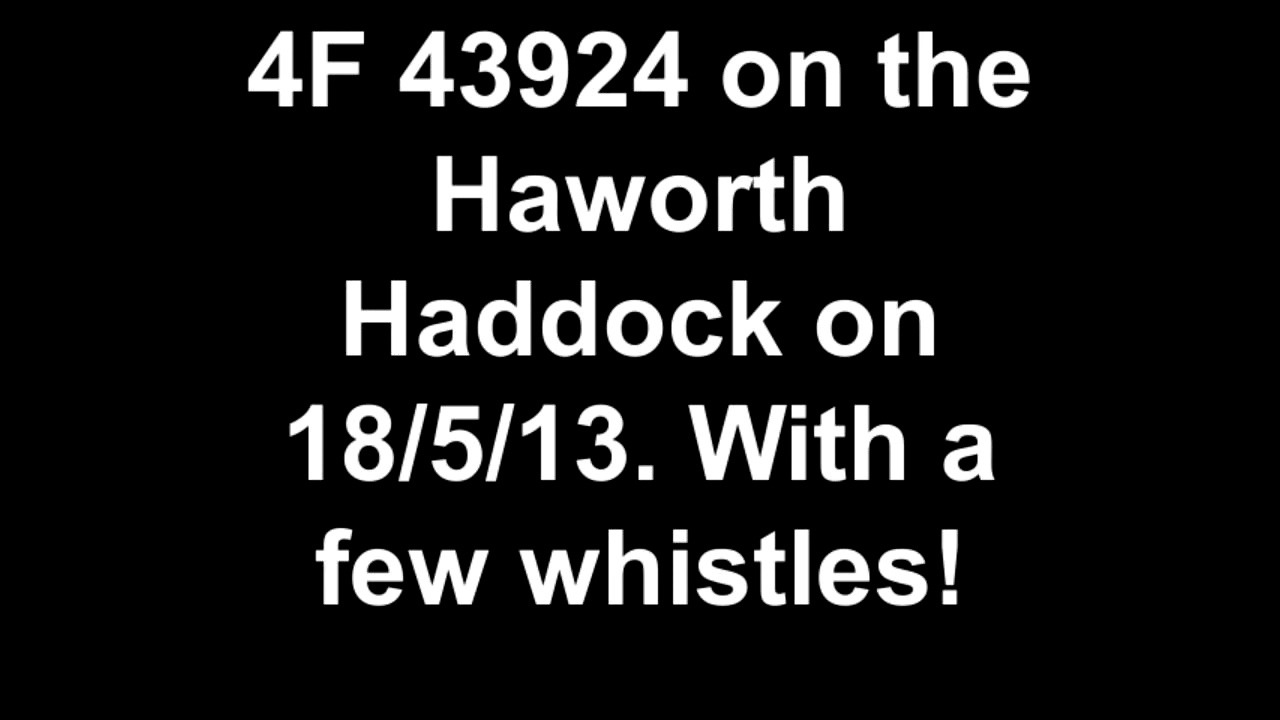 4F 43924 on the
Haworth
Haddock on
18/5/13. With a
few whistles!